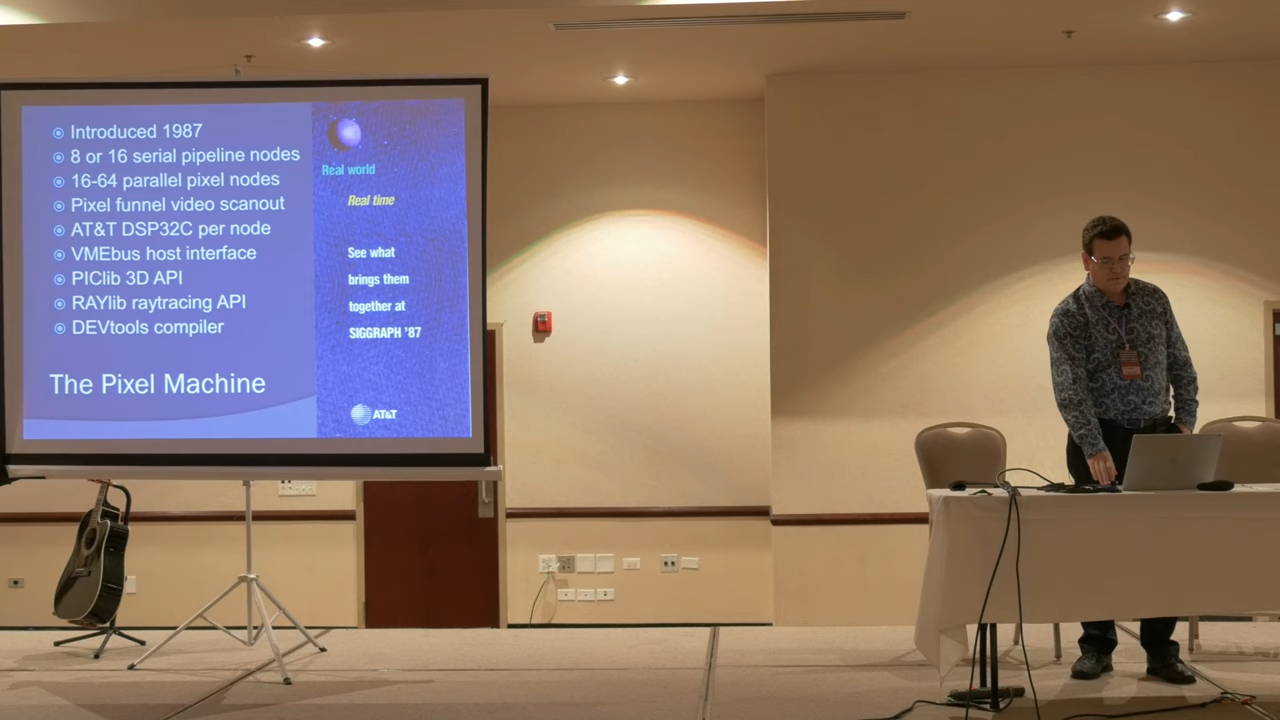 Introduced 1987
8 or 16 serial pipeline nodes
16-64 parallel pixel nodes
Pixel funnel video scanout
AT&T DSP32C per node
VMEbus host interface
PIClib 3D API
RAYlib raytracing API
DEVtools compiler
The Pixel Machine
Real world
Real time
See what
brings them
together at
SIGGRAPH '87
AT&T